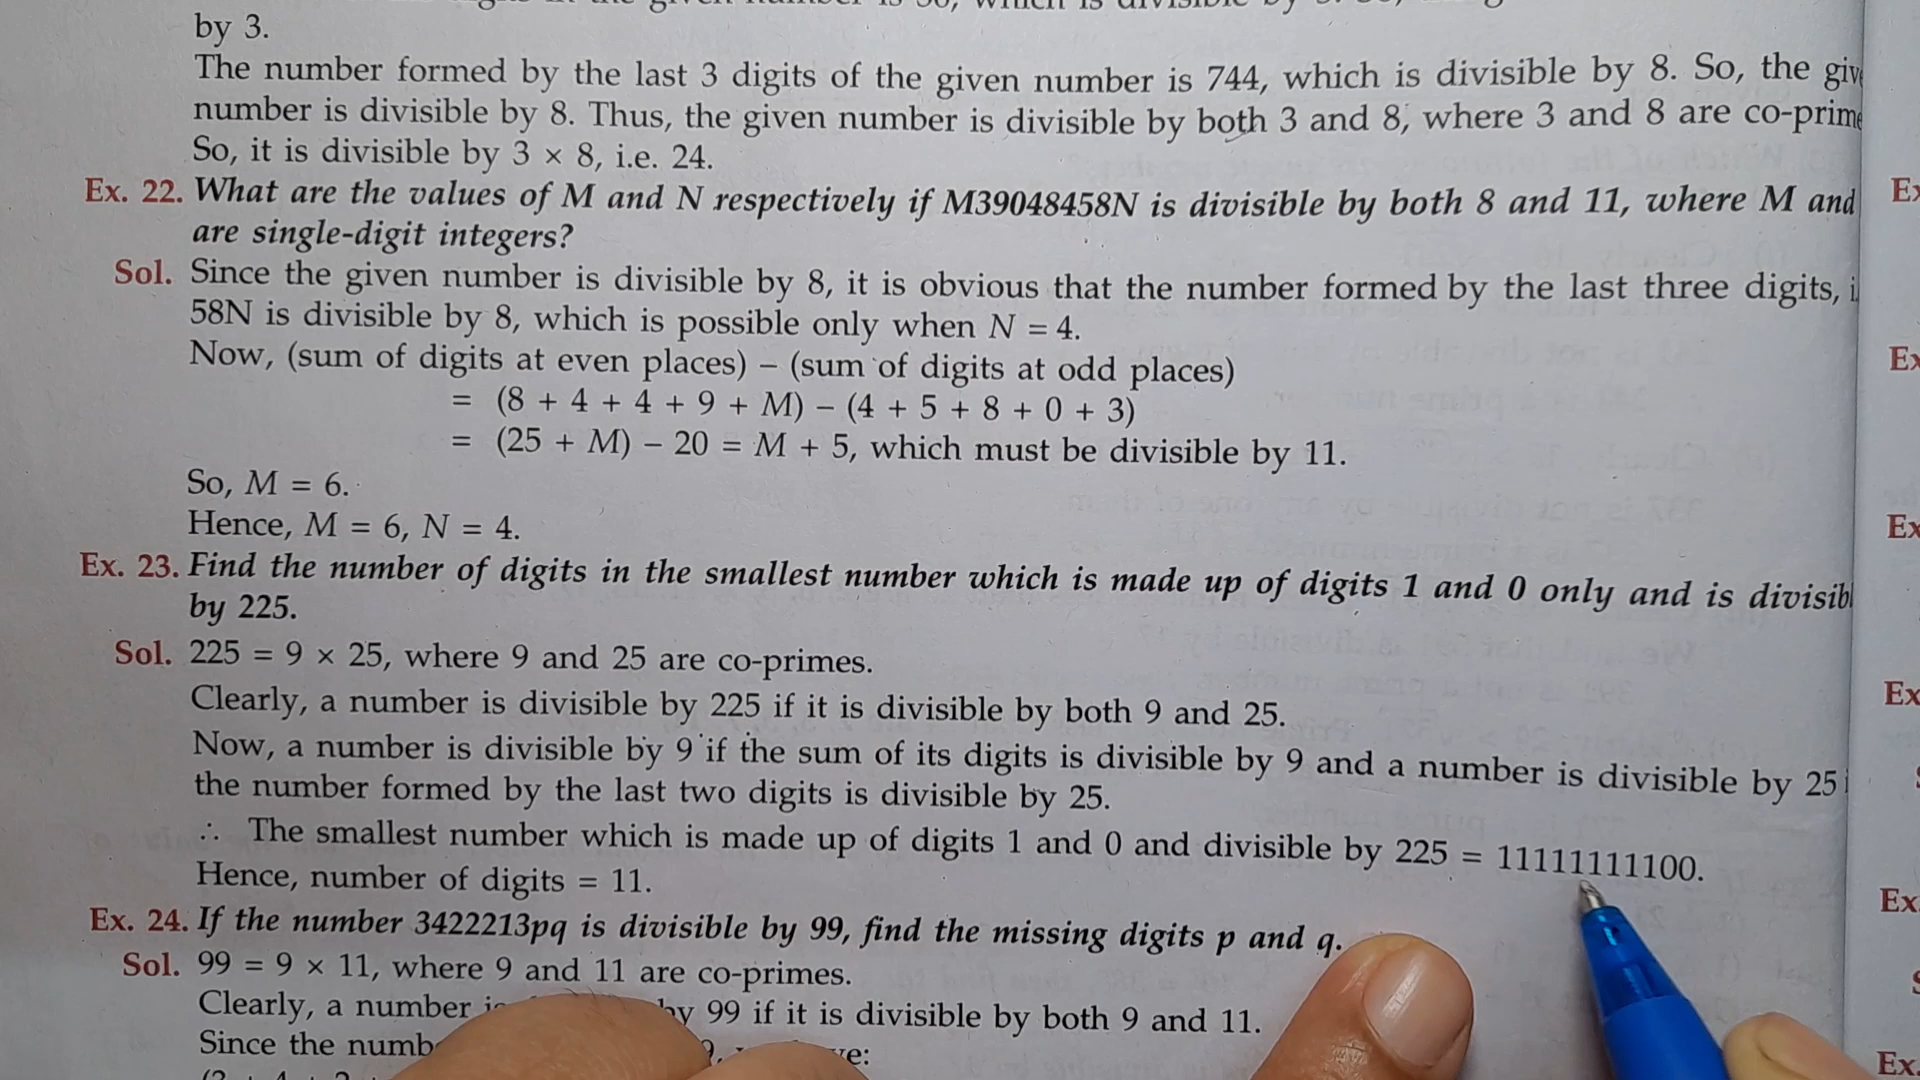 by 3.
The number formed by the last 3 digits of the given number is 744, which is divisible by 8. So, the
number is divisible by 8. Thus, the given number is divisible by both 3 and 8, where 3 and 8 are co-prime
So, it is divisible by 3 × 8, i.e. 24.
Ex. 22. What are the values of M and N respectively if M39048458N is divisible by both 8 and 11, where M and
are single-digit integers?
Sol. Since the given number is divisible by 8, it is obvious that the number formed by the last three digits,
58N is divisible by 8, which is possible only when N = 4.
Now, (sum of digits at even places) – (sum of digits at odd places)
= (8 + 4 + 4 + 9 + M) – (4 + 5 + 8 + 0 + 3)
= (25 + M) – 20 = M + 5, which must be divisible by 11.
So, M = 6.
Hence, M = 6, N = 4.
Ex. 23. Find the number of digits in the smallest number which is made up of digits 1 and 0 only and is
by 225.
Sol. 225 = 9 × 25, where 9 and 25 are co-primes.
Clearly, a number is divisible by 225 if it is divisible by both 9 and 25.
Now, a number is divisible by 9 if the sum of its digits is divisible by 9 and a number is divisible by 25
the number formed by the last two digits is divisible by 25.
∴ The smallest number which is made up of digits 1 and 0 and divisible by 225 = 11111111100.
Hence, number of digits = 11.
Ex. 24. If the number 3422213pq is divisible by 99, find the missing digits p and q.
Sol. 99 = 9 × 11, where 9 and 11 are co-primes.
Clearly, a number by 99 if it is divisible by both 9 and 11.
Since the
Ex
Ex
Ex
Ex
Ex
Ex.